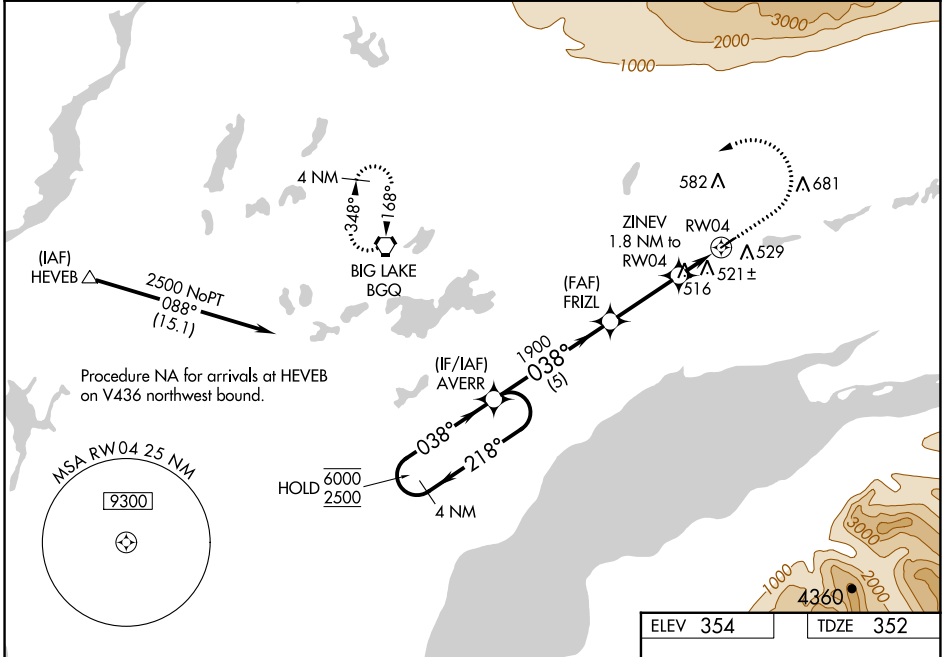 3000
2000
1000
4 NM
348°
168°
BIG LAKE
BGQ
582
681
ZINEV
1.8 NM to
RW04
RW04
529
521±
516
(IAF)
HEVEB
2500 NoPT
088°
(15.1)
(FAF)
FRIZL
1900
038°
(5)
(IF/IAF)
AVERR
Procedure NA for arrivals at HEVEB
on V436 northwest bound.
038°
218°
HOLD 6000
2500
4 NM
MSA RW04 25 NM
9300
3000
1000
2000
4360
ELEV 354
TDZE 352